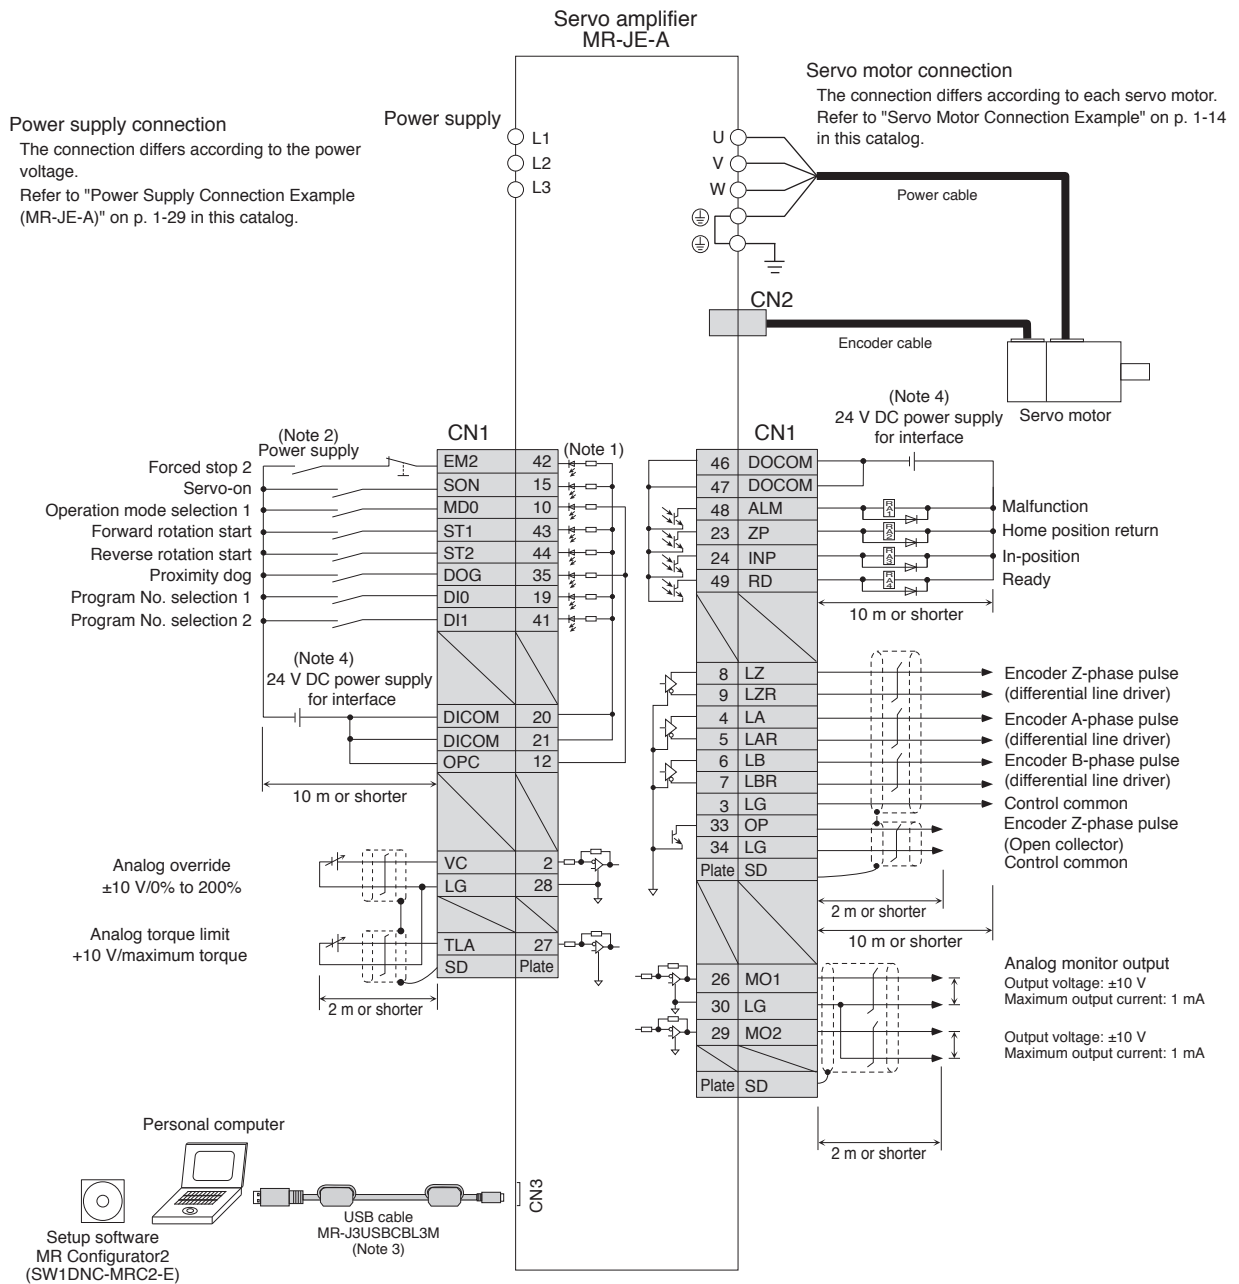 Servo amplifier
MR-JE-A
Power supply connection
The connection differs according to the power
voltage.
Refer to "Power Supply Connection Example
(MR-JE-A)" on p. 1-29 in this catalog.
Power supply
L1
L2
L3
U
V
W
Servo motor connection
The connection differs according to each servo motor.
Refer to "Servo Motor Connection Example" on p. 1-14
in this catalog.
Power cable
CN2
Encoder cable
Servo motor
(Note 2)
Power supply
CN1
(Note 1)
Forced stop 2 EM2 42
Servo-on SON 15
Operation mode selection 1 MD0 10
Forward rotation start ST1 43
Reverse rotation start ST2 44
Proximity dog DOG 35
Program No. selection 1 DI0 19
Program No. selection 2 DI1 41
(Note 4)
24 V DC power supply
for interface
DICOM 20
DICOM 21
OPC 12
10 m or shorter
Analog override
±10 V/0% to 200%
VC 2
LG 28
Analog torque limit
+10 V/maximum torque
TLA 27
SD Plate
2 m or shorter
(Note 4)
24 V DC power supply
for interface
CN1
46 DOCOM
47 DOCOM
48 ALM RA1 Malfunction
23 ZP RA2 Home position return
24 INP RA3 In-position
49 RD RA4 Ready
10 m or shorter
8 LZ Encoder Z-phase pulse
9 LZR (differential line driver)
4 LA Encoder A-phase pulse
5 LAR (differential line driver)
6 LB Encoder B-phase pulse
7 LBR (differential line driver)
3 LG Control common
33 OP Encoder Z-phase pulse
(Open collector)
34 LG Control common
Plate SD
2 m or shorter
10 m or shorter
Analog monitor output
26 MO1 Output voltage: ±10 V
30 LG Maximum output current: 1 mA
29 MO2 Output voltage: ±10 V
Maximum output current: 1 mA
Plate SD
2 m or shorter
Personal computer
CN3
USB cable
MR-J3USBCBL3M
(Note 3)
Setup software
MR Configurator2
(SW1DNC-MRC2-E)